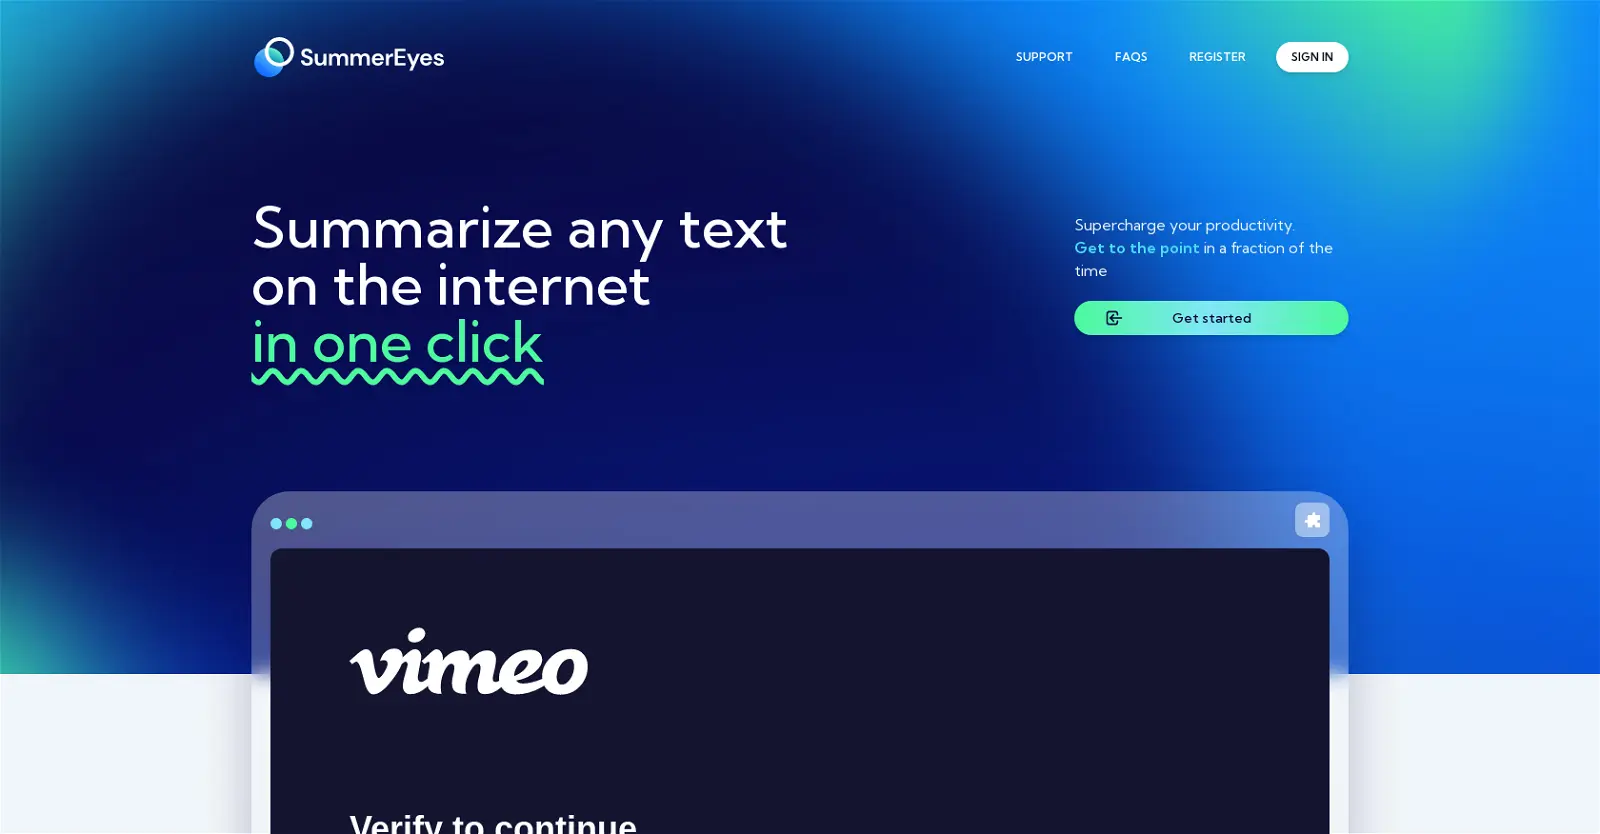 SummerEyes
SUPPORT
FAQS
REGISTER
SIGN IN
Summarize any text
on the internet
in one click
Supercharge your productivity.
Get to the point in a fraction of the
time
Get started
vimeo
Verify to continue